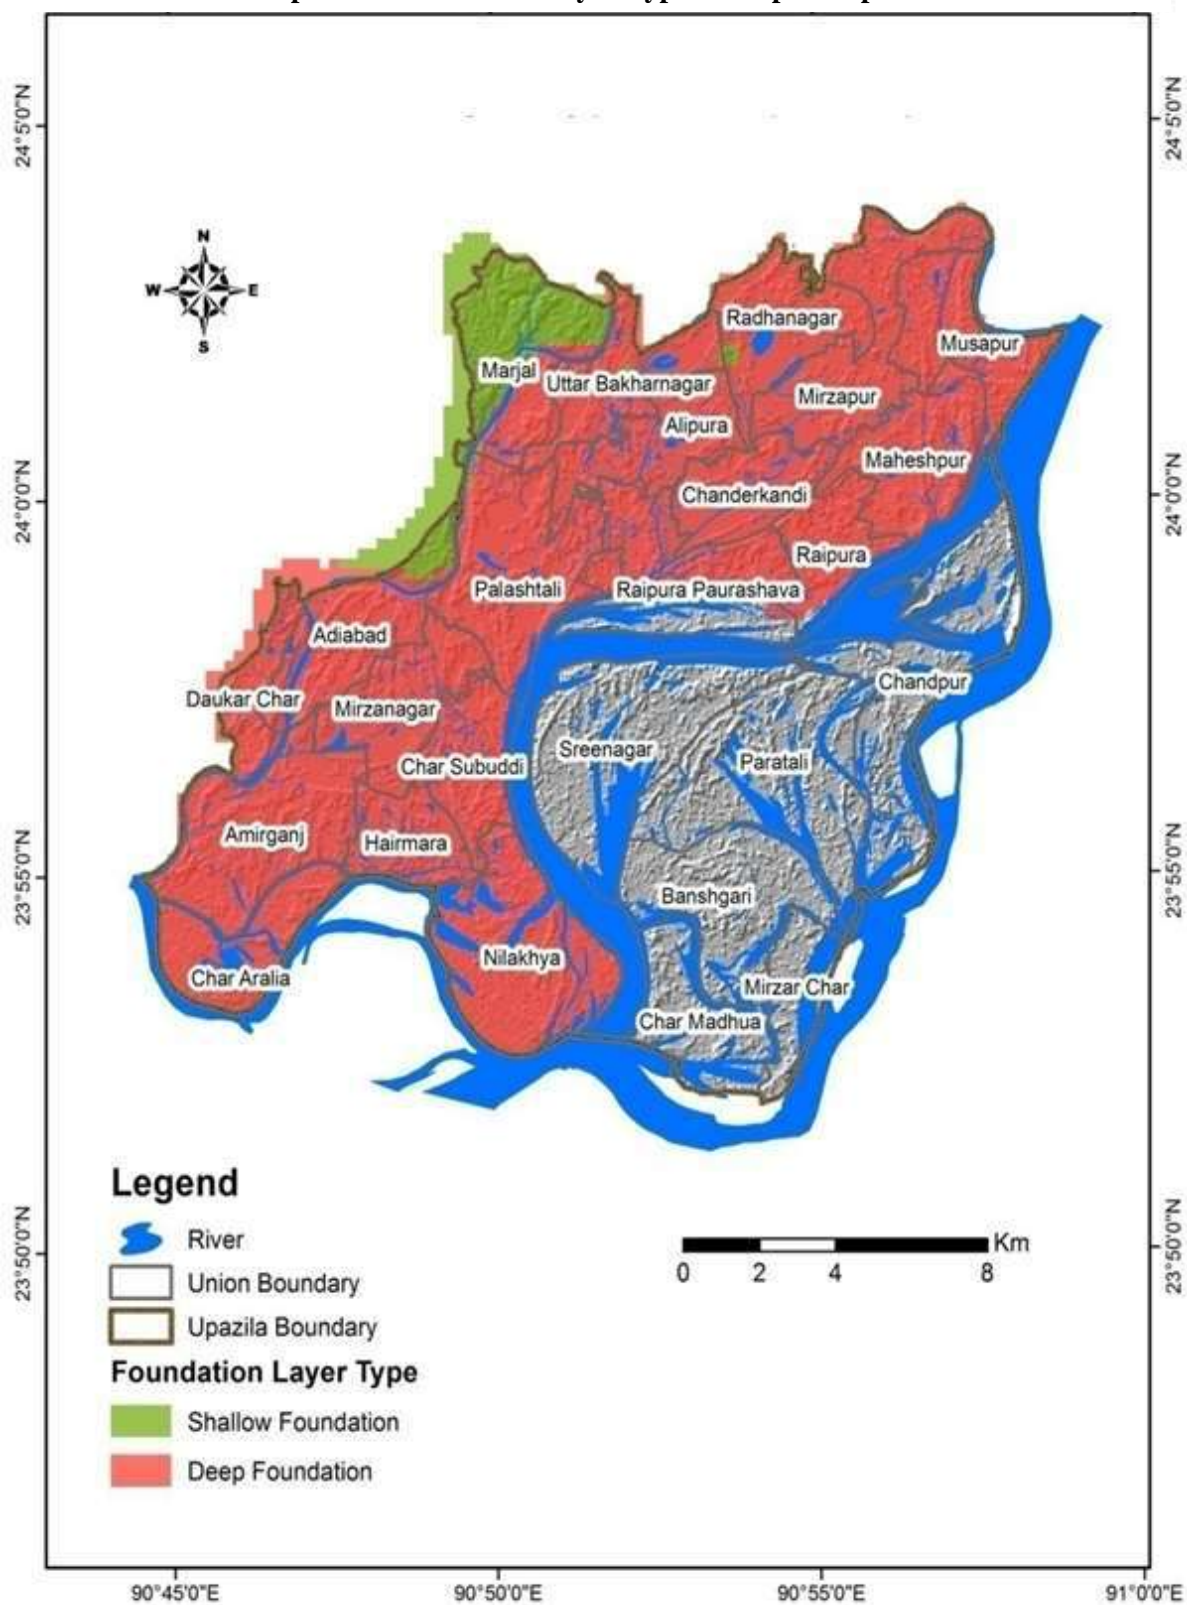 24°5'0"N
24°5'0"N
N
W
E
S
Radhanagar
Musapur
Marjal
Uttar Bakharnagar
Mirzapur
Alipura
Maheshpur
24°0'0"N
24°0'0"N
Chanderkandi
Raipura
Palashtali
Raipura Paurashava
Adiabad
Chandpur
Daukar Char
Mirzanagar
Sreenagar
Paratali
Char Subuddi
Amirganj
Hairmara
23°55'0"N
23°55'0"N
Banshgari
Nilakhya
Char Aralia
Mirzar Char
Char Madhua
Legend
River
Union Boundary
Upazila Boundary
Foundation Layer Type
Shallow Foundation
Deep Foundation
Km
0 2 4 8
23°50'0"N
23°50'0"N
90°45'0"E
90°50'0"E
90°55'0"E
91°0'0"E